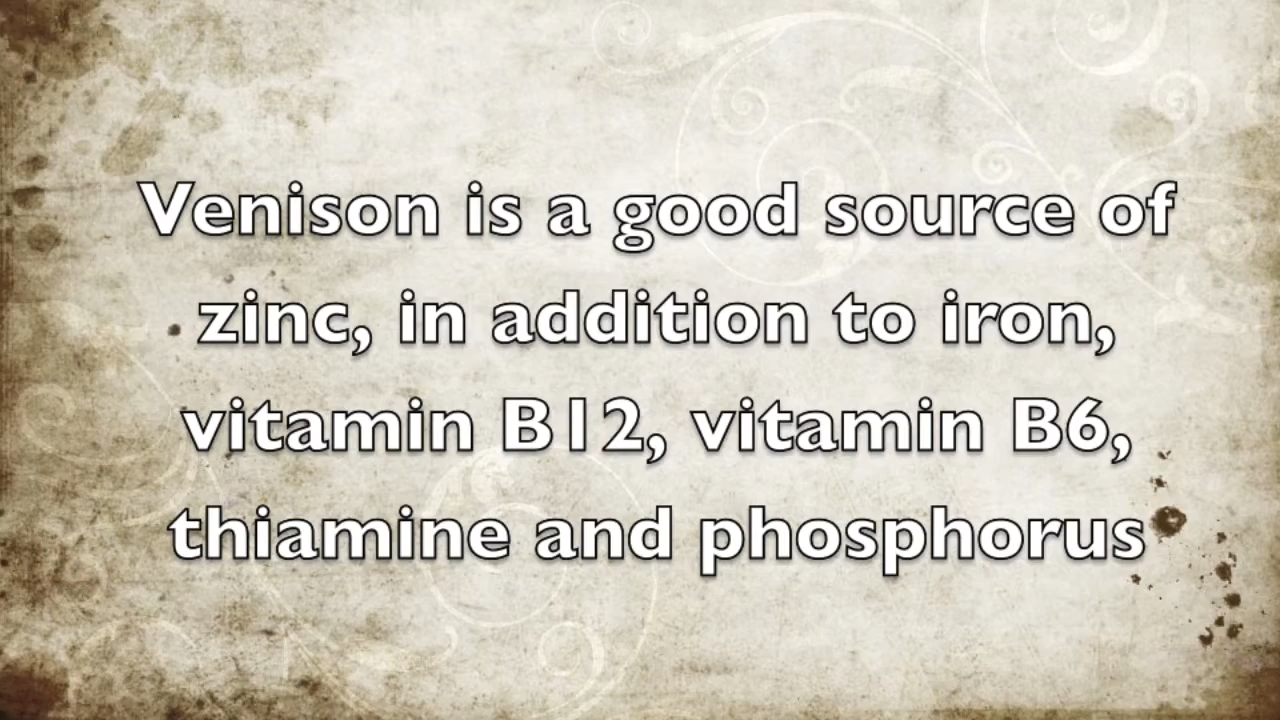 Venison is a good source of
zinc, in addition to iron,
vitamin B12, vitamin B6,
thiamine and phosphorus